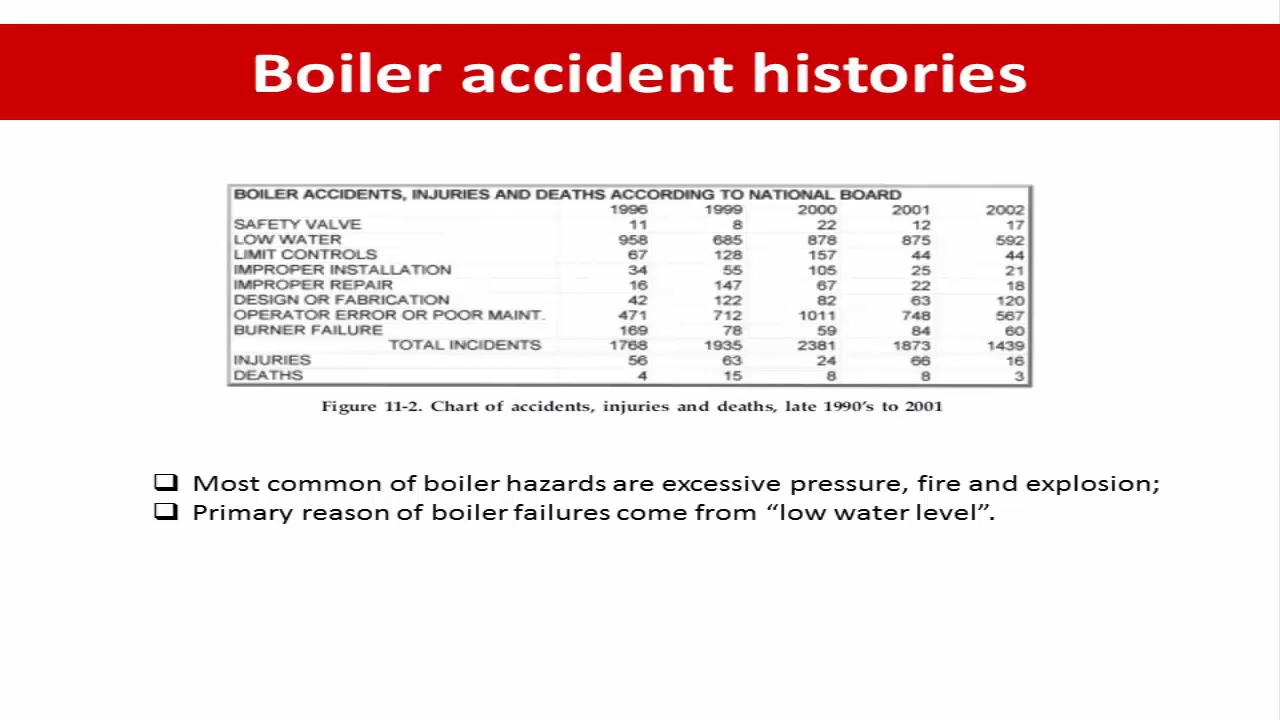 Boiler accident histories
BOILER ACCIDENTS, INJURIES AND DEATHS ACCORDING TO NATIONAL BOARD
1996 1999 2000 2001 2002
SAFETY VALVE 11 8 22 12 17
LOW WATER 958 685 878 875 592
LIMIT CONTROLS 67 128 157 44 44
IMPROPER INSTALLATION 34 55 105 25 21
IMPROPER REPAIR 16 147 67 22 18
DESIGN OR FABRICATION 42 122 82 63 120
OPERATOR ERROR OR POOR MAINT. 471 712 1011 748 567
BURNER FAILURE 169 78 59 84 60
TOTAL INCIDENTS 1768 1935 2381 1873 1439
INJURIES 56 63 24 66 16
DEATHS 4 15 8 8 3
Figure 11-2. Chart of accidents, injuries and deaths, late 1990's to 2001
❑ Most common of boiler hazards are excessive pressure, fire and explosion;
❑ Primary reason of boiler failures come from “low water level”.